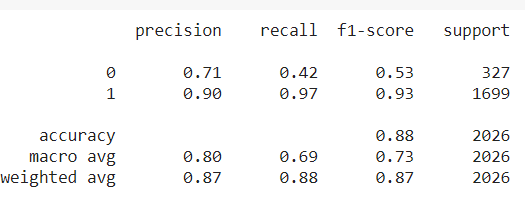 precision recall f1-score support
0 0.71 0.42 0.53 327
1 0.90 0.97 0.93 1699
accuracy 0.88 2026
macro avg 0.80 0.69 0.73 2026
weighted avg 0.87 0.88 0.87 2026